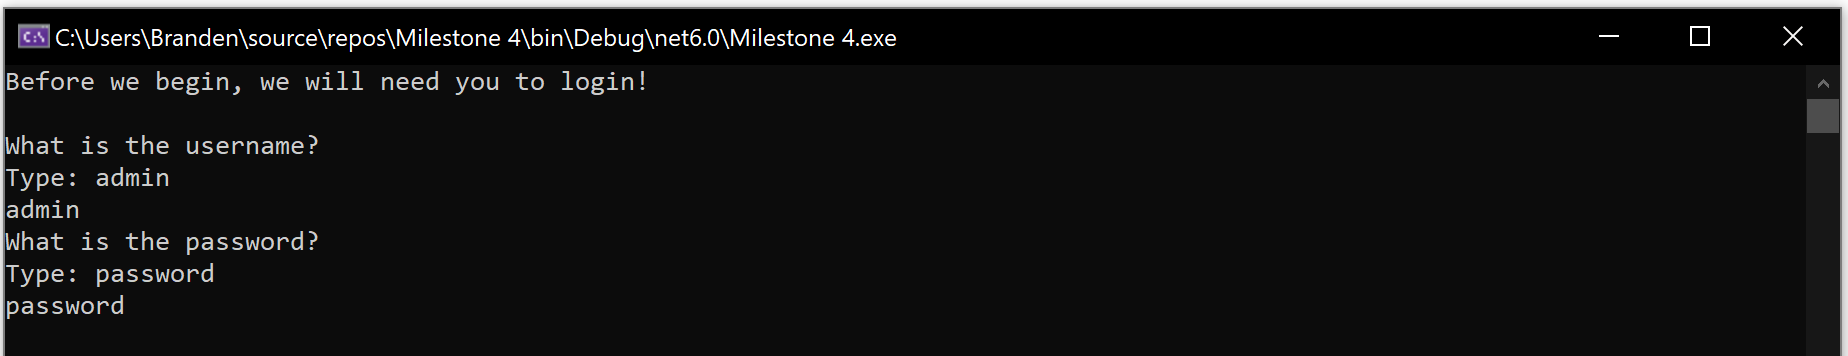 C:\Users\Branden\source\repos\Milestone 4\bin\Debug\net6.0\Milestone 4.exe
Before we begin, we will need you to login!
What is the username?
Type: admin
admin
What is the password?
Type: password
password